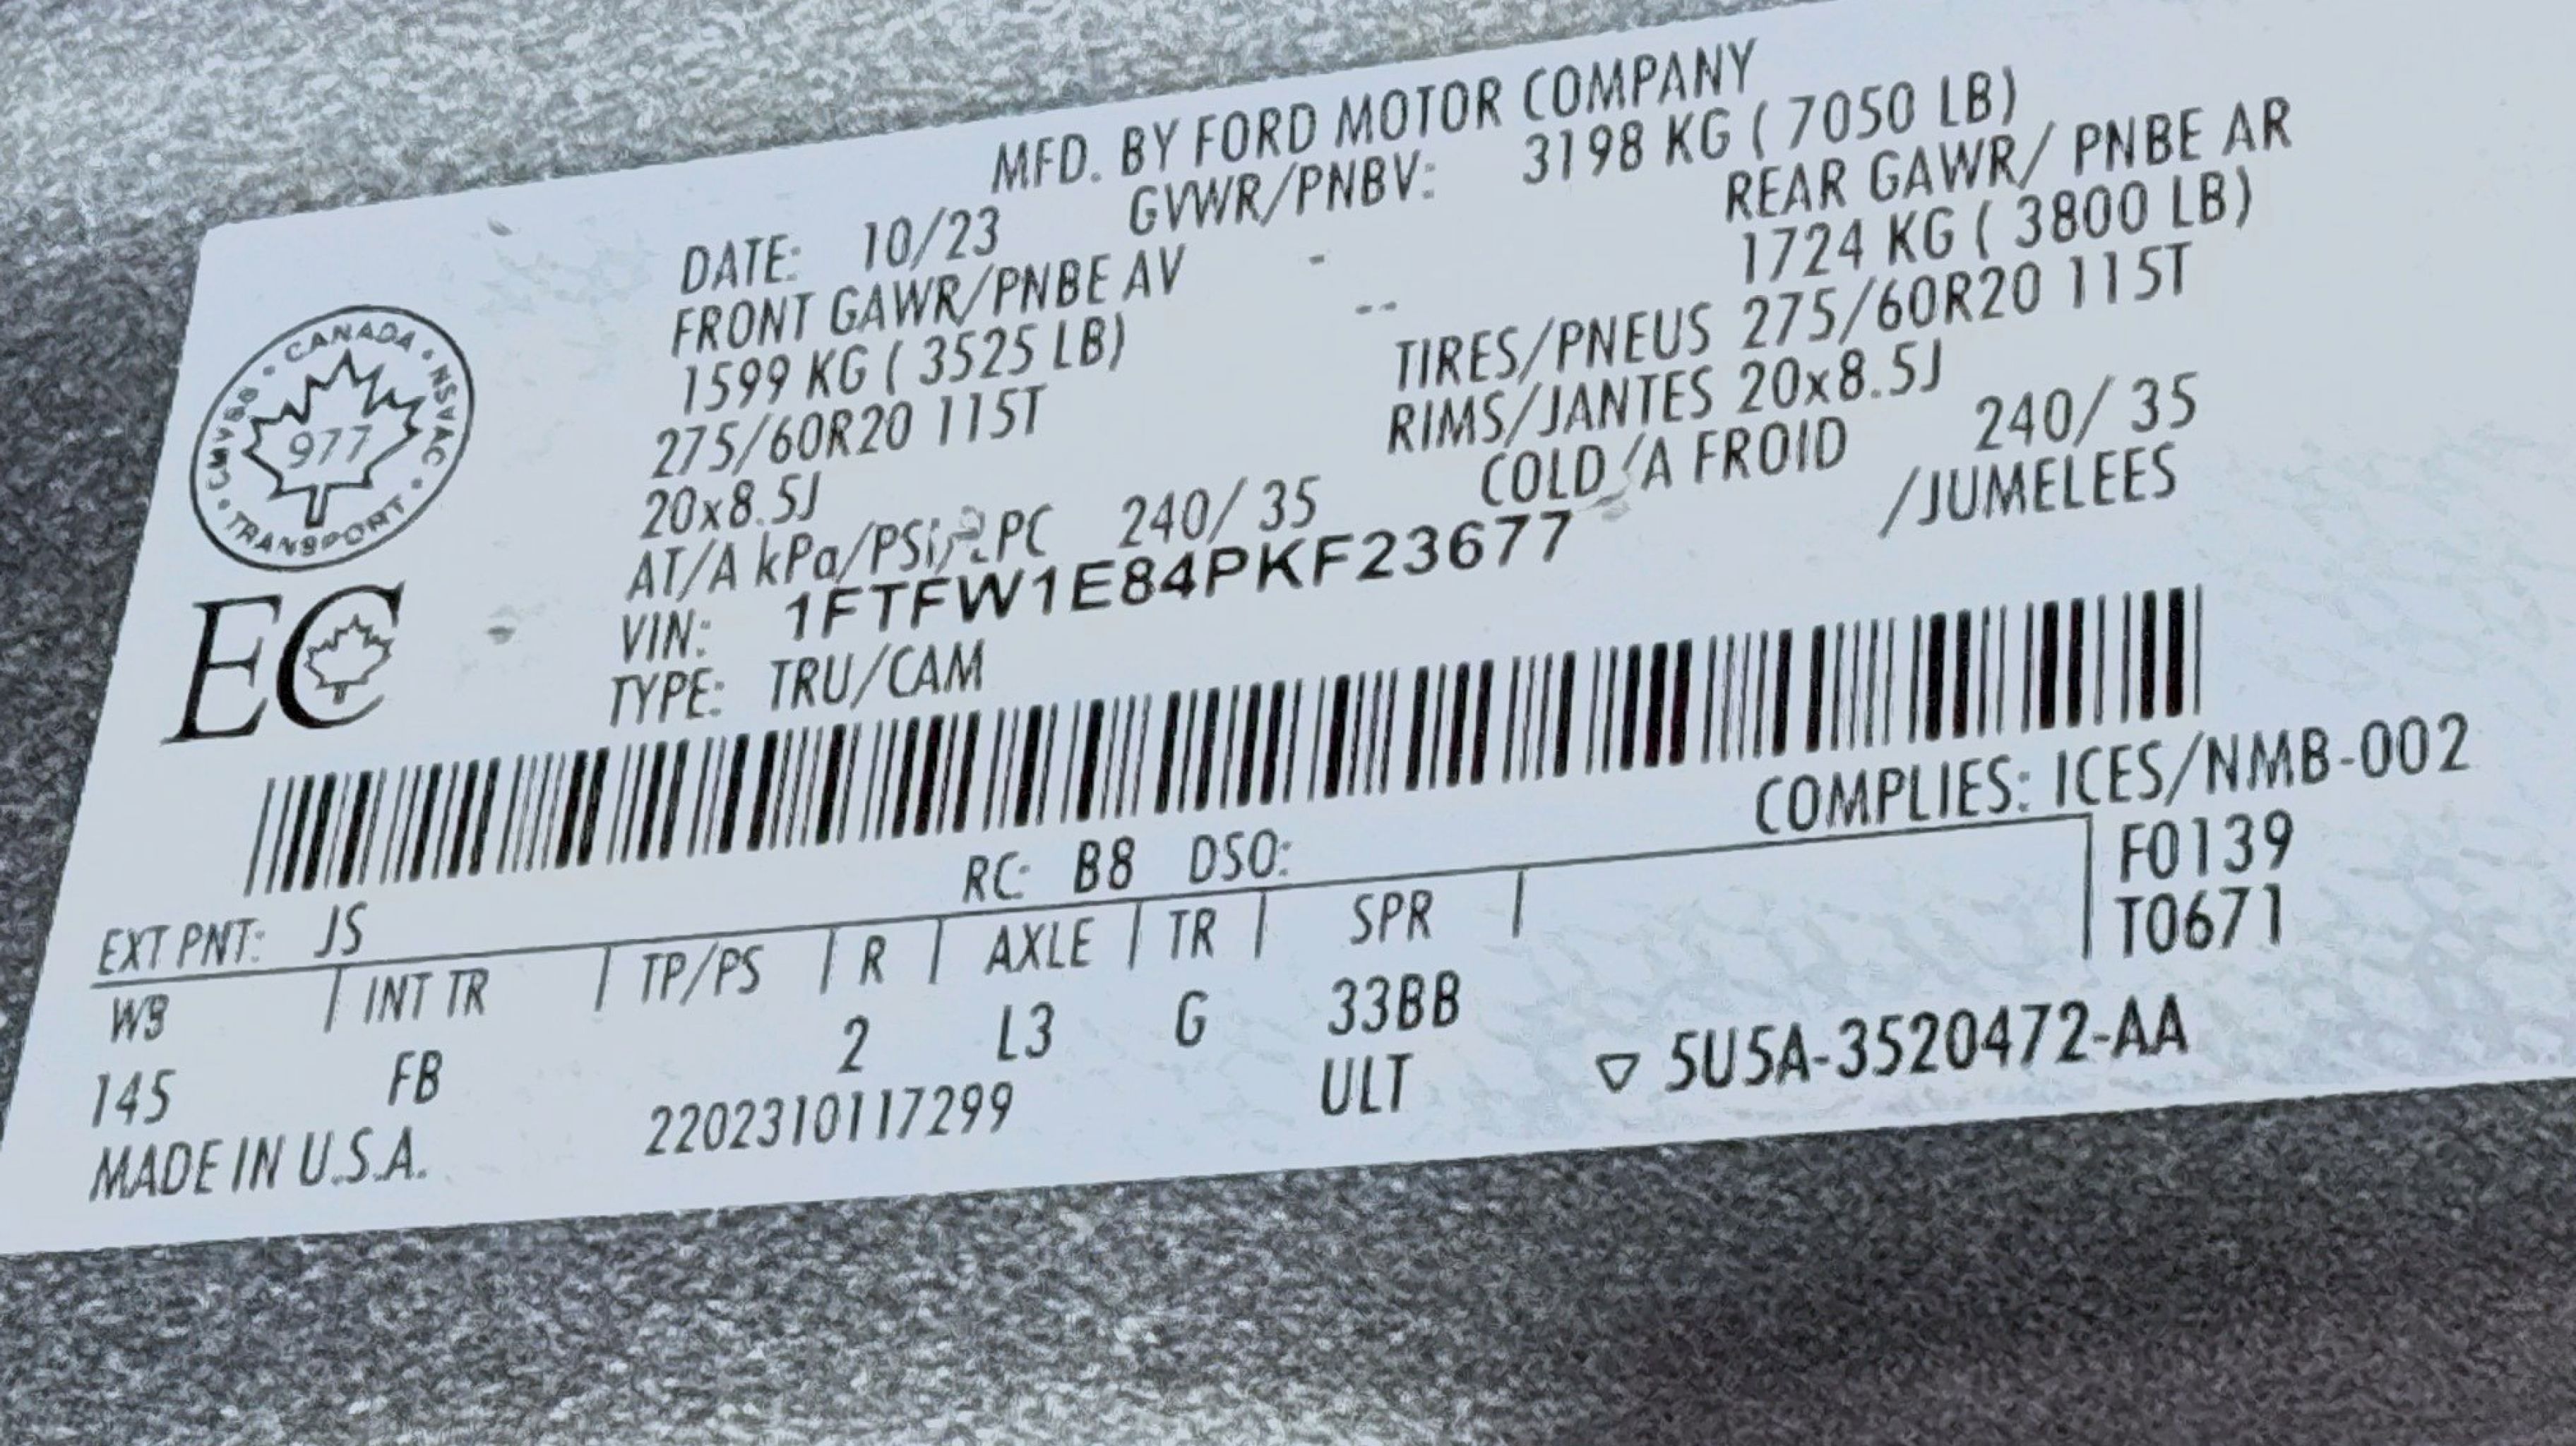 MFD. BY FORD MOTOR COMPANY
DATE: 10/23 GVWR/PNBV: 3198 KG ( 7050 LB)
FRONT GAWR/PNBE AV - REAR GAWR/ PNBE AR
1599 KG ( 3525 LB) -- 1724 KG ( 3800 LB)
275/60R20 115T TIRES/PNEUS 275/60R20 115T
20x8.5J RIMS/JANTES 20x8.5J
AT/A kPa/PSi/LPC 240/ 35 COLD /A FROID 240/ 35
VIN: 1FTFW1E84PKF23677 /JUMELEES
TYPE: TRU/CAM
CANADA • NSVAC • TRANSPORT • CMVSS •
977
EC
COMPLIES: ICES/NMB-002
EXT PNT: JS RC: B8 DSO: F0139
WB | INT TR | TP/PS | R | AXLE | TR | SPR | T0671
145 FB 2 L3 G 33BB
MADE IN U.S.A. 2202310117299 ULT ▽ 5U5A-3520472-AA